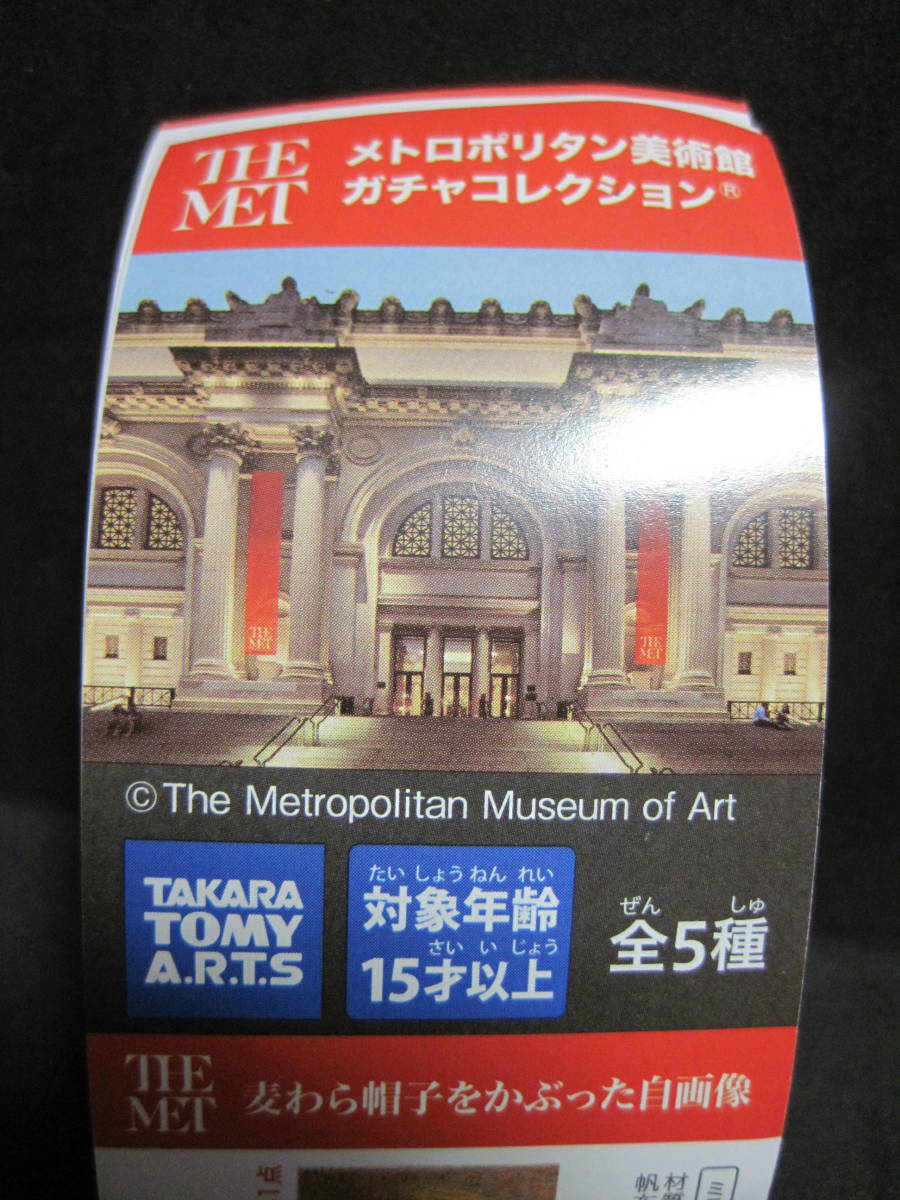 THE
MET
メトロポリタン美術館
ガチャコレクション®
THE
MET
THE
MET
© The Metropolitan Museum of Art
TAKARA
TOMY
A.R.T.S
たいしょうねんれい
対象年齢
さいいじょう
15才以上
ぜん しゅ
全5種
THE
MET
麦わら帽子をかぶった自画像
1点
材
帆